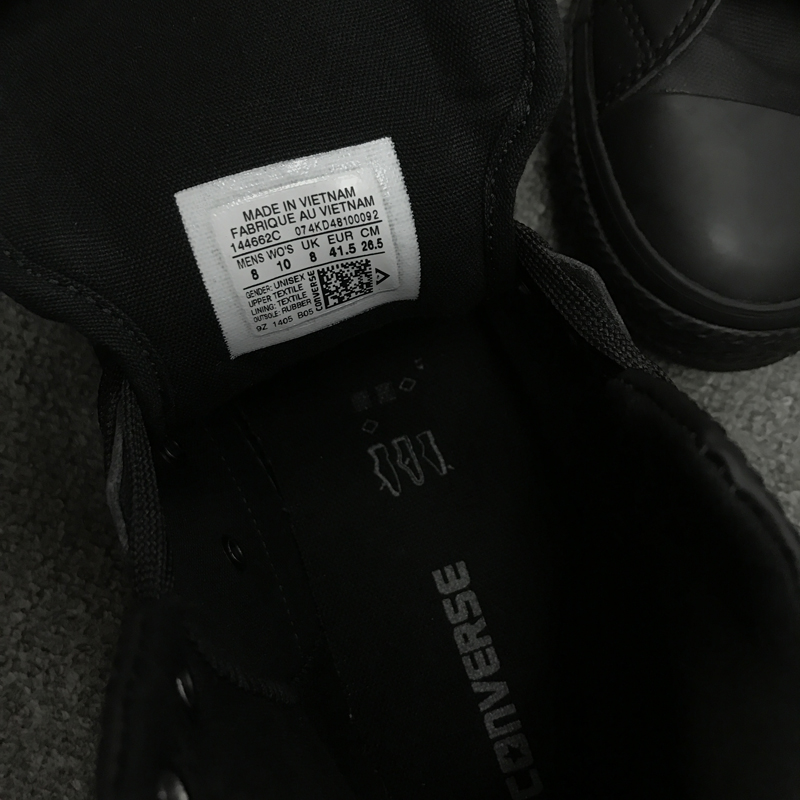 MADE IN VIETNAM
FABRIQUE AU VIETNAM
144662C 074KD48100092
MENS WO'S UK EUR CM
8 10 8 41.5 26.5
GENDER: UNISEX
UPPER TEXTILE
LINING: TEXTILE
OUTSOLE: RUBBER
9Z 1405 B05
CONVERSE
CONVERSE